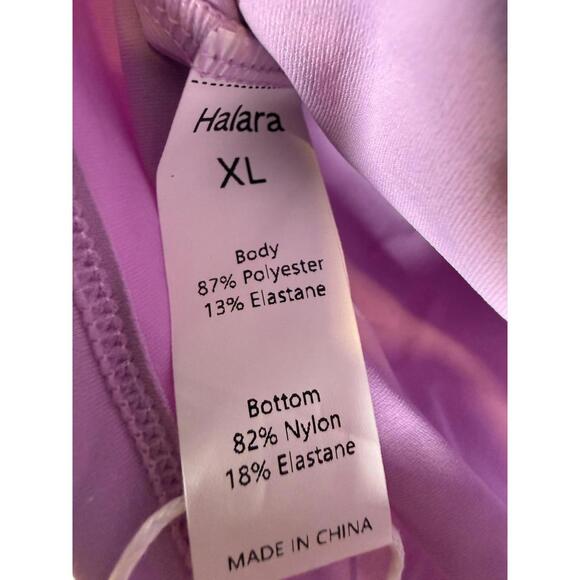 Halara
XL
Body
87% Polyester
13% Elastane
Bottom
82% Nylon
18% Elastane
MADE IN CHINA